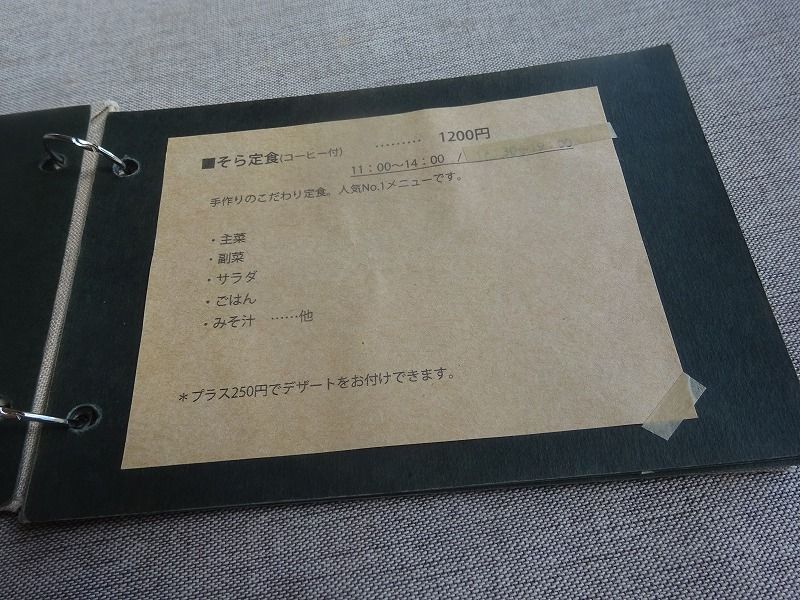 ■そら定食(コーヒー付) ……… 1200円
11：00～14：00 /
手作りのこだわり定食。人気No.1メニューです。
・主菜
・副菜
・サラダ
・ごはん
・みそ汁 ……他
＊プラス250円でデザートをお付けできます。